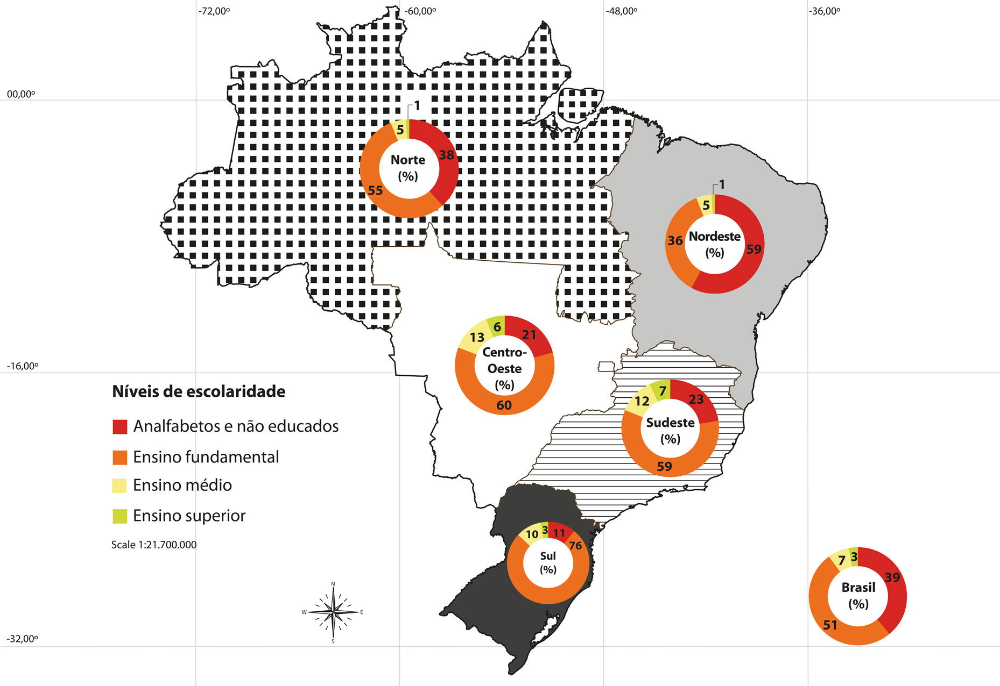 -72,00º
-60,00º
-48,00º
-36,00º
00,00º
1
5
38
Norte
(%)
55
1
5
36
Nordeste
(%)
59
6
13
21
Centro-
Oeste
(%)
60
-16,00º
7
12
23
Sudeste
(%)
59
Níveis de escolaridade
Analfabetos e não educados
Ensino fundamental
Ensino médio
Ensino superior
Scale 1:21.700.000
10
3
11
76
Sul
(%)
7
3
39
Brasil
(%)
51
N
W
E
S
-32,00º